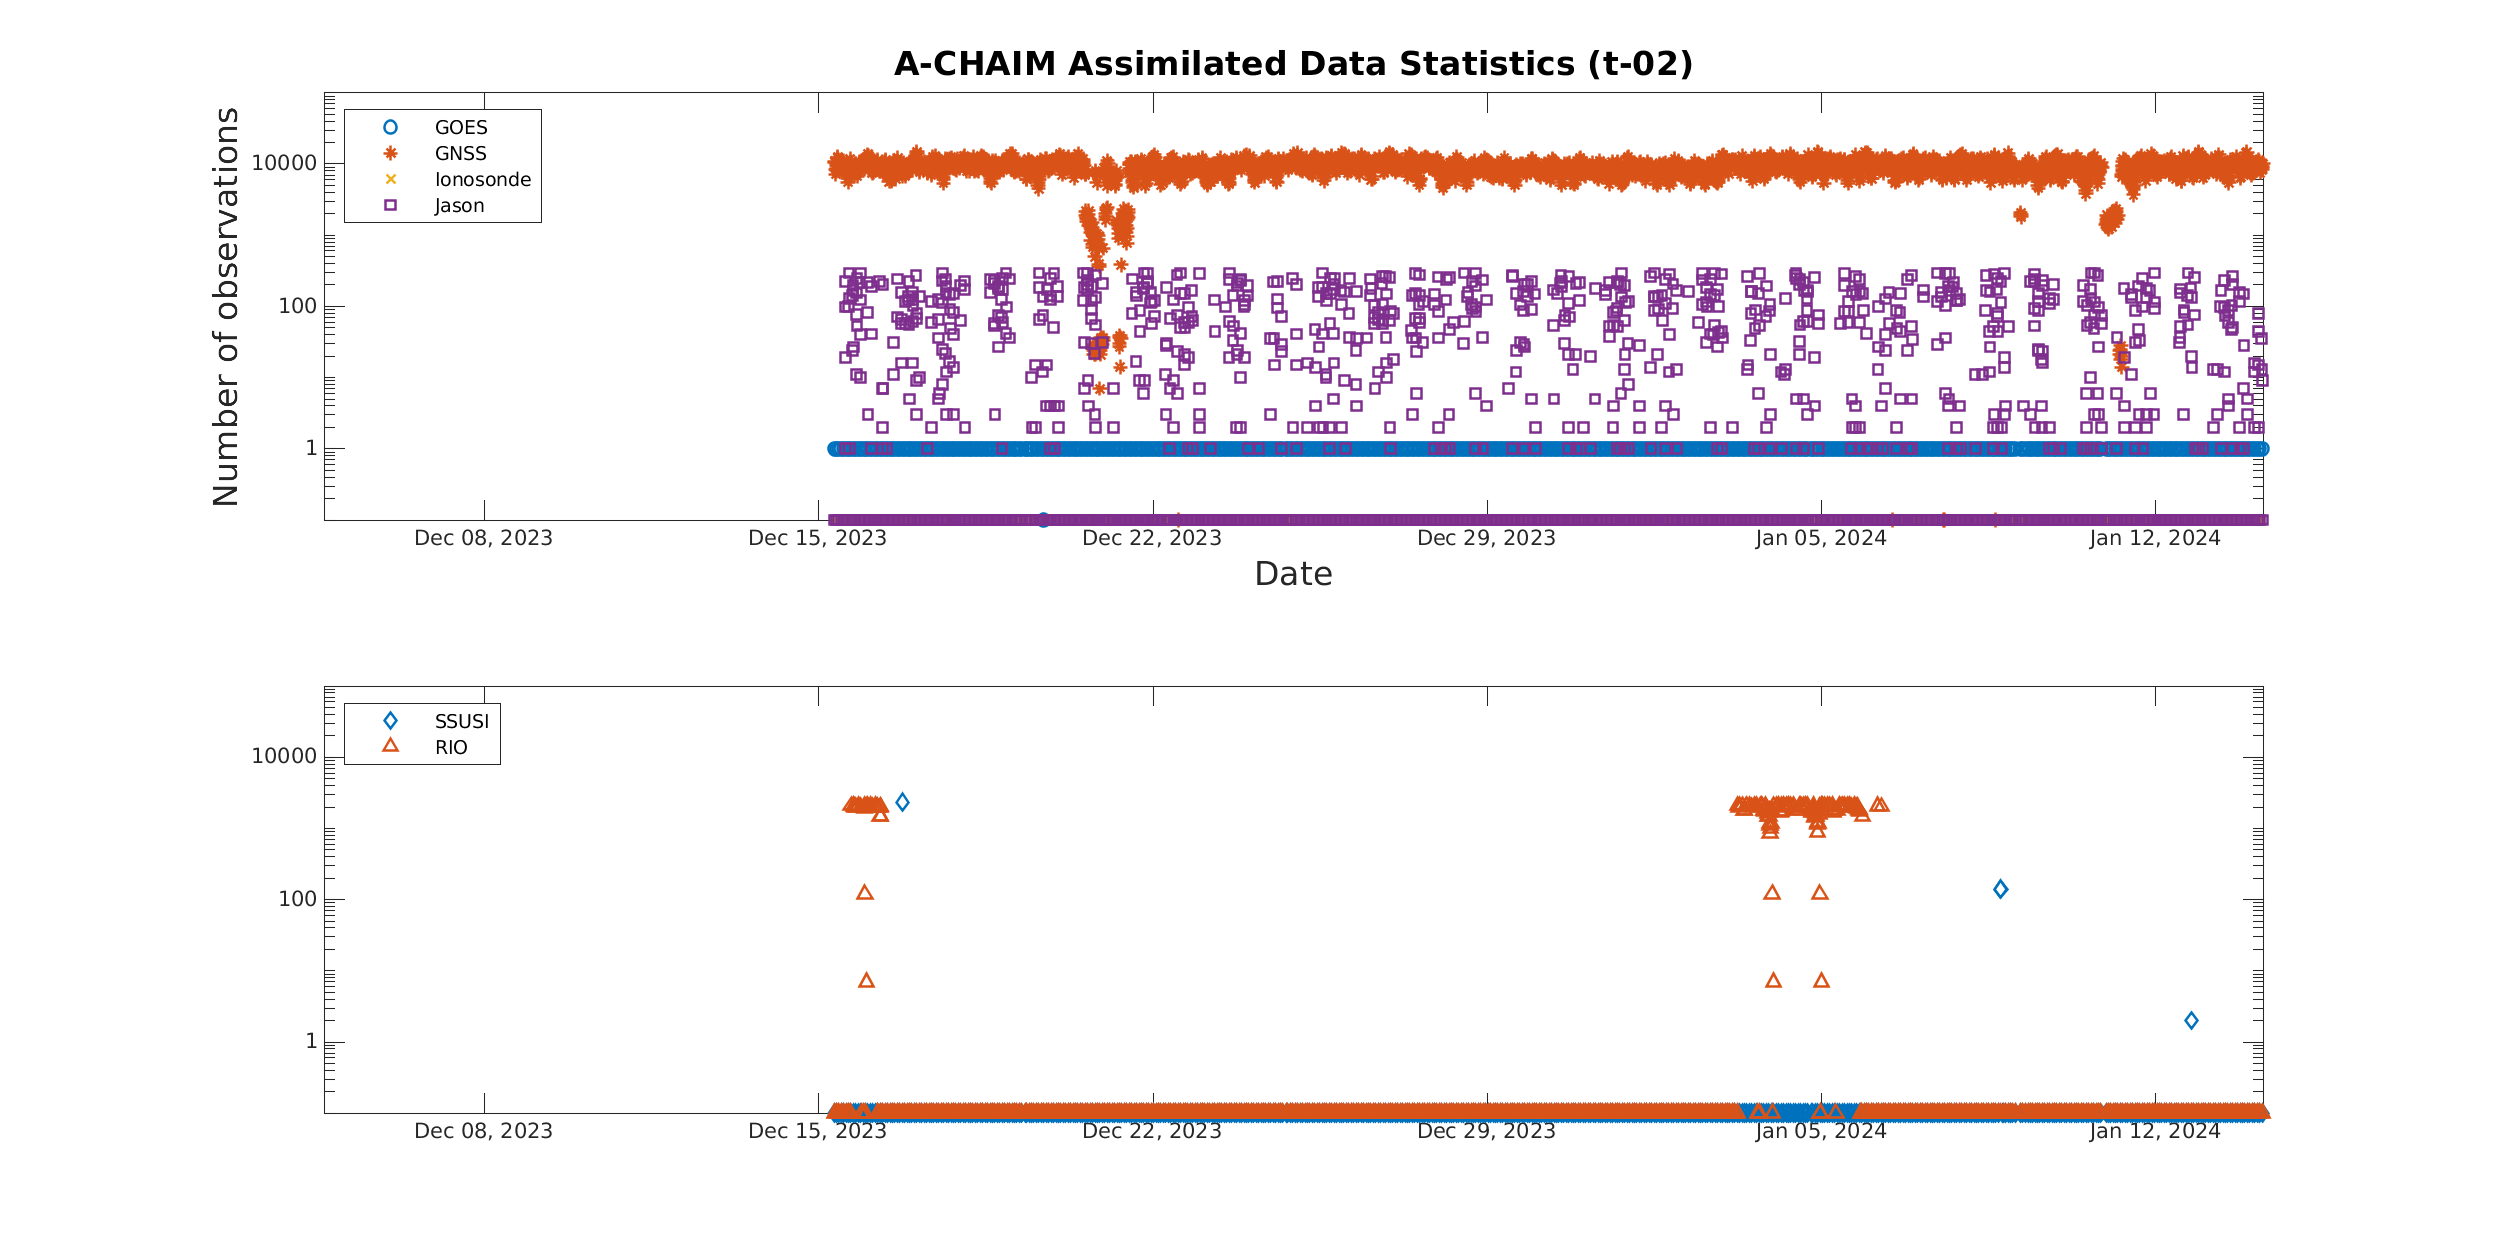 A-CHAIM Assimilated Data Statistics (t-02)
Number of observations
10000
100
1
GOES
GNSS
Ionosonde
Jason
Dec 08, 2023
Dec 15, 2023
Dec 22, 2023
Dec 29, 2023
Jan 05, 2024
Jan 12, 2024
Date
10000
100
1
SSUSI
RIO
Dec 08, 2023
Dec 15, 2023
Dec 22, 2023
Dec 29, 2023
Jan 05, 2024
Jan 12, 2024